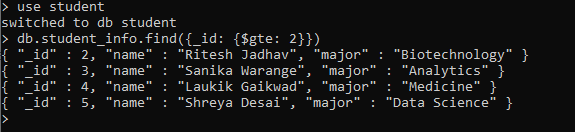 > use student
switched to db student
> db.student_info.find({_id: {$gte: 2}})
{ "_id" : 2, "name" : "Ritesh Jadhav", "major" : "Biotechnology" }
{ "_id" : 3, "name" : "Sanika Warange", "major" : "Analytics" }
{ "_id" : 4, "name" : "Laukik Gaikwad", "major" : "Medicine" }
{ "_id" : 5, "name" : "Shreya Desai", "major" : "Data Science" }
>